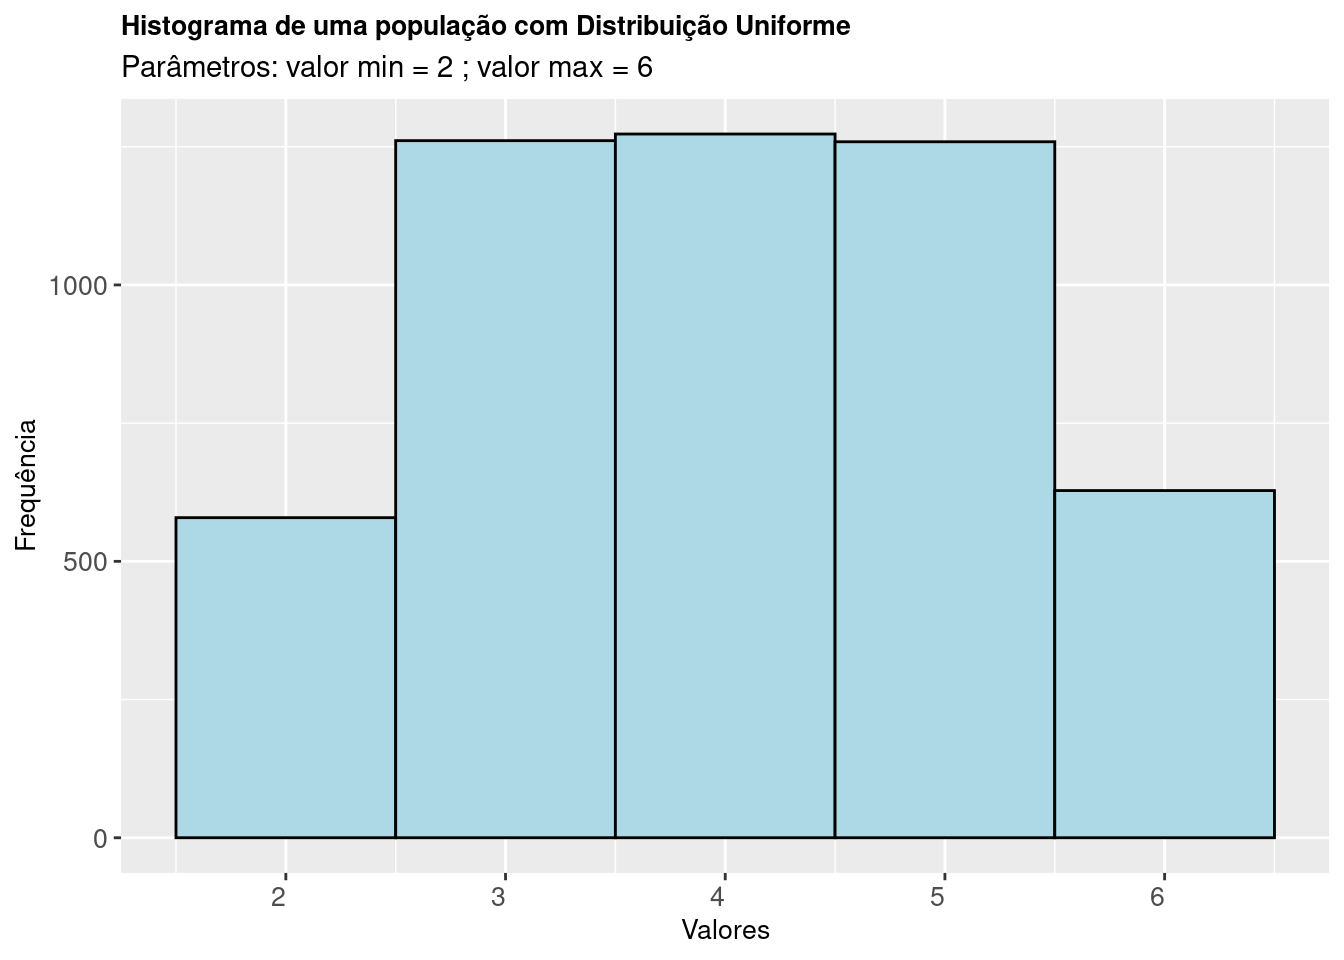 Histograma de uma população com Distribuição Uniforme
Parâmetros: valor min = 2 ; valor max = 6
Frequência
1000
500
0
2 3 4 5 6
Valores